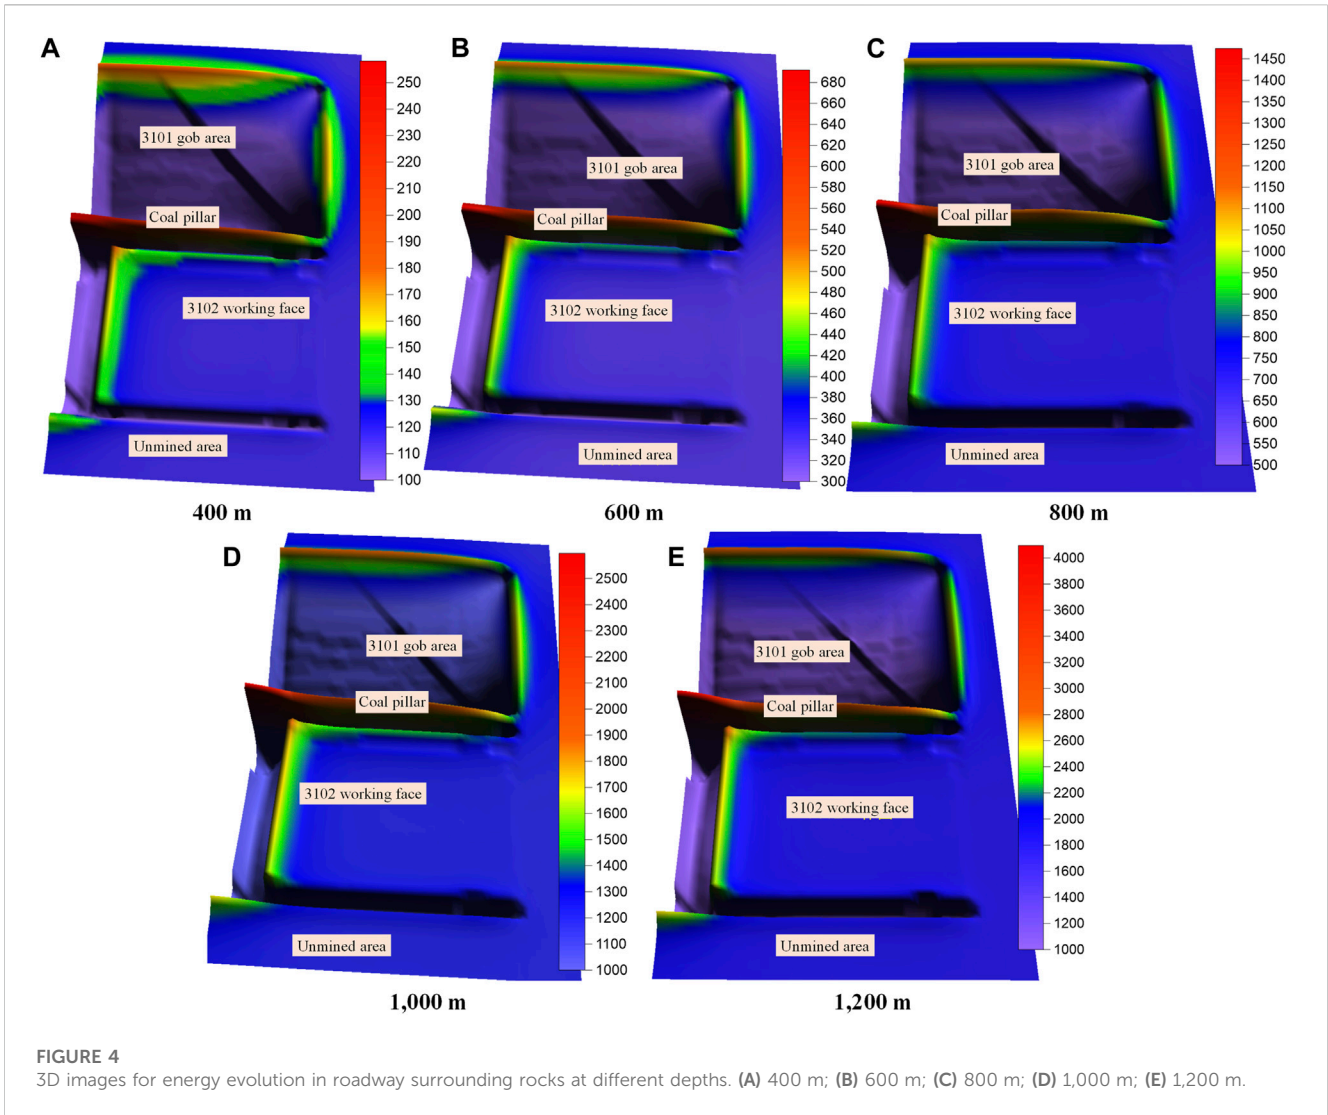 A
250
240
230
220
210
200
190
180
170
160
150
140
130
120
110
100
3101 gob area
Coal pillar
3102 working face
Unmined area
400 m
B
680
660
640
620
600
580
560
540
520
500
480
460
440
420
400
380
360
340
320
300
3101 gob area
Coal pillar
3102 working face
Unmined area
600 m
C
1450
1400
1350
1300
1250
1200
1150
1100
1050
1000
950
900
850
800
750
700
650
600
550
500
3101 gob area
Coal pillar
3102 working face
Unmined area
800 m
D
2500
2400
2300
2200
2100
2000
1900
1800
1700
1600
1500
1400
1300
1200
1100
1000
3101 gob area
Coal pillar
3102 working face
Unmined area
1,000 m
E
4000
3800
3600
3400
3200
3000
2800
2600
2400
2200
2000
1800
1600
1400
1200
1000
3101 gob area
Coal pillar
3102 working face
Unmined area
1,200 m
FIGURE 4
3D images for energy evolution in roadway surrounding rocks at different depths. (A) 400 m; (B) 600 m; (C) 800 m; (D) 1,000 m; (E) 1,200 m.